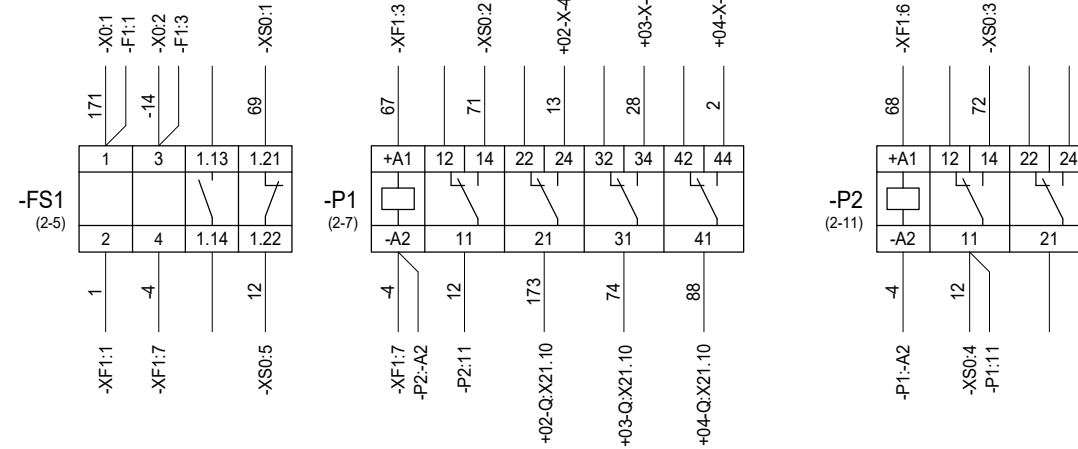 -X0:1
-F1:1
-X0:2
-F1:3
-XS0:1
-XF1:3
-XS0:2
+02-X-4
+03-X-
+04-X-
-XF1:6
-XS0:3
171
-14
69
67
71
13
28
2
68
72
1 3 1.13 1.21
-FS1
(2-5)
2 4 1.14 1.22
1
-4
12
-XF1:1
-XF1:7
-XS0:5
+A1 12 14 22 24 32 34 42 44
-P1
(2-7)
-A2 11 21 31 41
-4
12
173
74
88
-XF1:7
-P2:-A2
-P2:11
+02-Q:X21.10
+03-Q:X21.10
+04-Q:X21.10
+A1 12 14 22 24
-P2
(2-11)
-A2 11 21
-4
12
-P1:-A2
-XS0:4
-P1:11